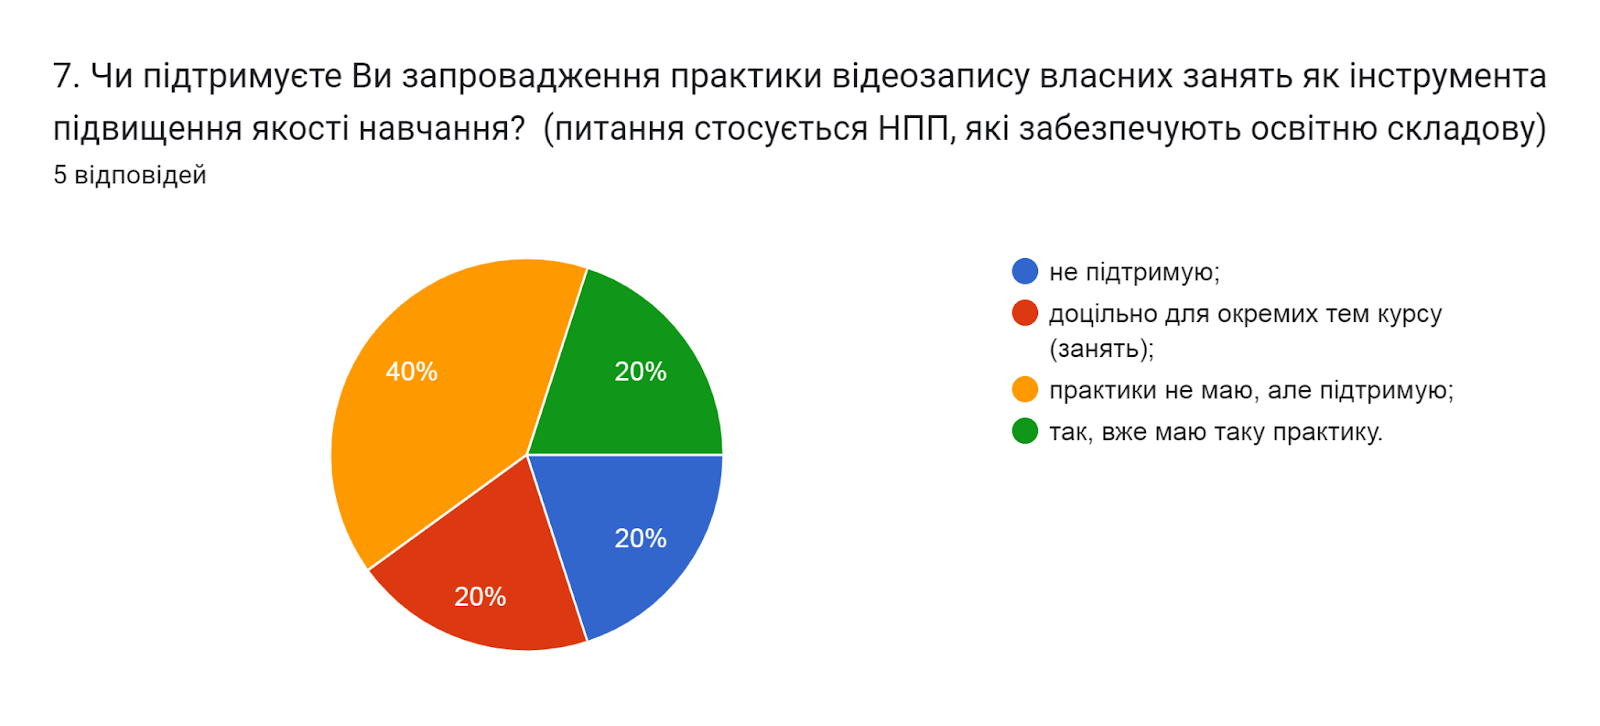 7. Чи підтримуєте Ви запровадження практики відеозапису власних занять як інструмента
підвищення якості навчання?  (питання стосується НПП, які забезпечують освітню складову)
5 відповідей
40%
20%
20%
20%
не підтримую;
доцільно для окремих тем курсу
(занять);
практики не маю, але підтримую;
так, вже маю таку практику.